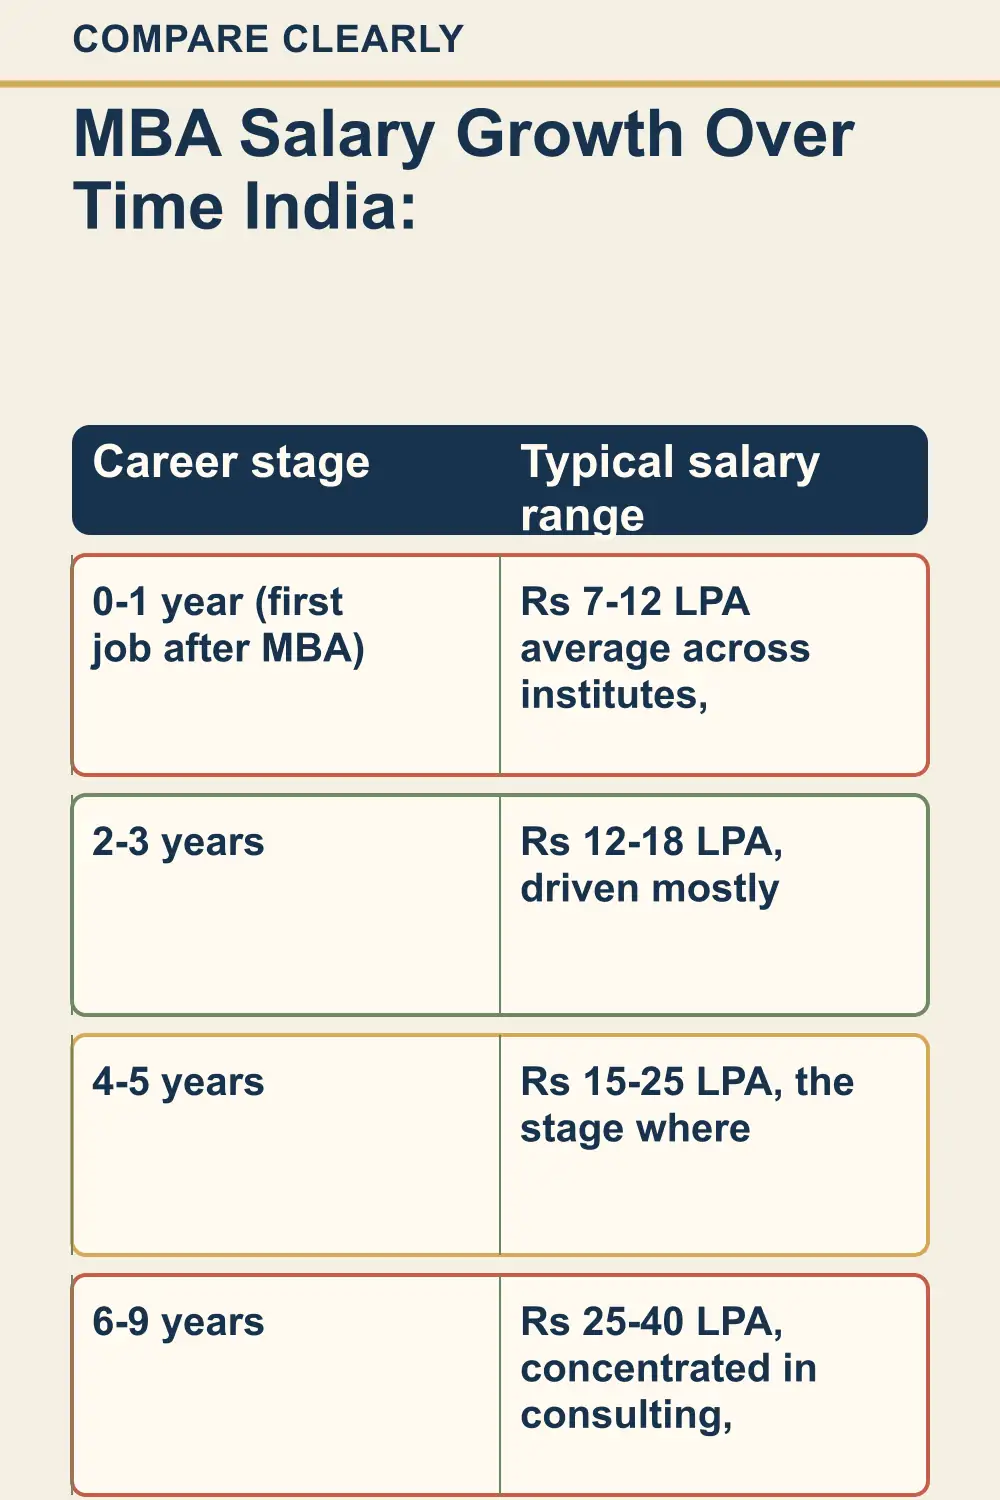 COMPARE CLEARLY
MBA Salary Growth Over
Time India:
Career stage
Typical salary
range
0-1 year (first
job after MBA)
Rs 7-12 LPA
average across
institutes,
2-3 years
Rs 12-18 LPA,
driven mostly
4-5 years
Rs 15-25 LPA, the
stage where
6-9 years
Rs 25-40 LPA,
concentrated in
consulting,